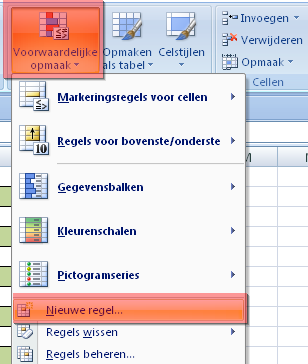 Voorwaardelijke opmaak
Opmaken als tabel
Celstijlen
Invoegen
Verwijderen
Opmaak
Cellen
Markeringsregels voor cellen
Regels voor bovenste/onderste
Gegevensbalken
Kleurenschalen
Pictogramseries
Nieuwe regel...
Regels wissen
Regels beheren...